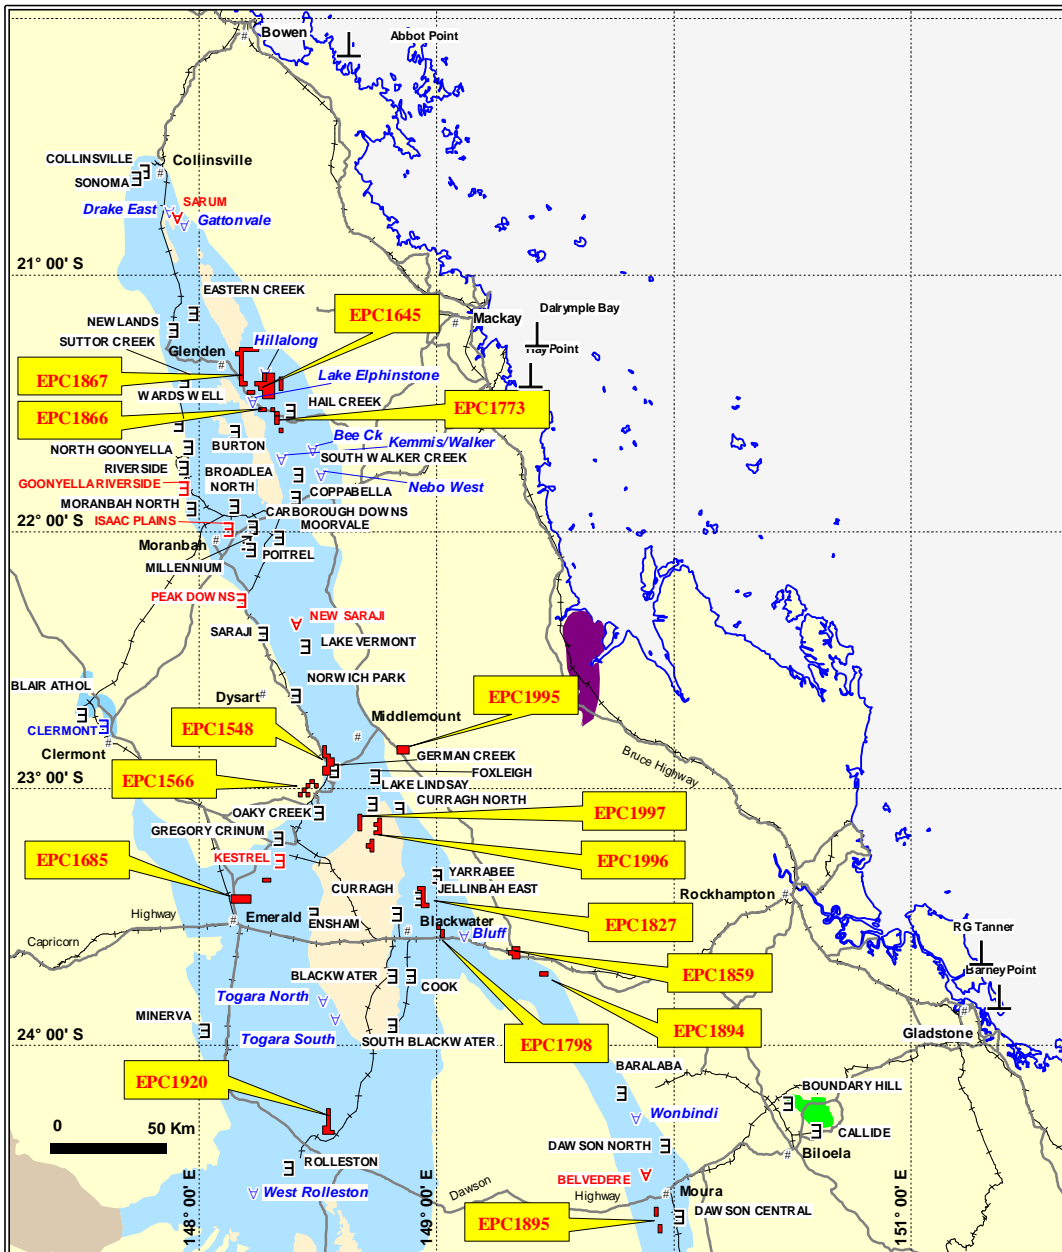 Bowen
Abbot Point
COLLINSVILLE
Collinsville
SONOMA
SARUM
Drake East
Gattonvale
21° 00' S
EASTERN CREEK
EPC1645
Dalrymple Bay
NEWLANDS
Mackay
SUTTOR CREEK
Hillalong
Glenden
HayPoint
EPC1867
Lake Elphinstone
WARDS WELL
HAIL CREEK
EPC1773
EPC1866
Bee Ck
Kemmis/Walker
NORTH GOONYELLA
BURTON
SOUTH WALKER CREEK
RIVERSIDE
BROADLEA
NORTH
Nebo West
GOONYELLA RIVERSIDE
COPPABELLA
MORANBAH NORTH
CARBOROUGH DOWNS
ISAAC PLAINS
MOORVALE
22° 00' S
Moranbah
POITREL
MILLENNIUM
PEAK DOWNS
NEW SARAJI
SARAJI
LAKE VERMONT
NORWICH PARK
BLAIR ATHOL
Dysart
EPC1995
Middlemount
CLERMONT
EPC1548
Clermont
GERMAN CREEK
Bruce Highway
FOXLEIGH
23° 00' S
EPC1566
LAKE LINDSAY
CURRAGH NORTH
OAKY CREEK
EPC1997
GREGORY CRINUM
EPC1996
KESTREL
EPC1685
YARRABEE
CURRAGH
JELLINBAH EAST
Rockhampton
Highway
Emerald
ENSHAM
Blackwater
EPC1827
Bluff
RG Tanner
Capricorn
EPC1859
BarneyPoint
BLACKWATER
COOK
Togara North
MINERVA
EPC1894
Togara South
SOUTH BLACKWATER
EPC1798
Gladstone
24° 00' S
BARALABA
EPC1920
BOUNDARY HILL
Wonbindi
0 50 Km
CALLIDE
DAWSON NORTH
Biloela
ROLLESTON
BELVEDERE
West Rolleston
Dawson
Highway
Moura
DAWSON CENTRAL
EPC1895
148° 00' E
149° 00' E
151° 00' E